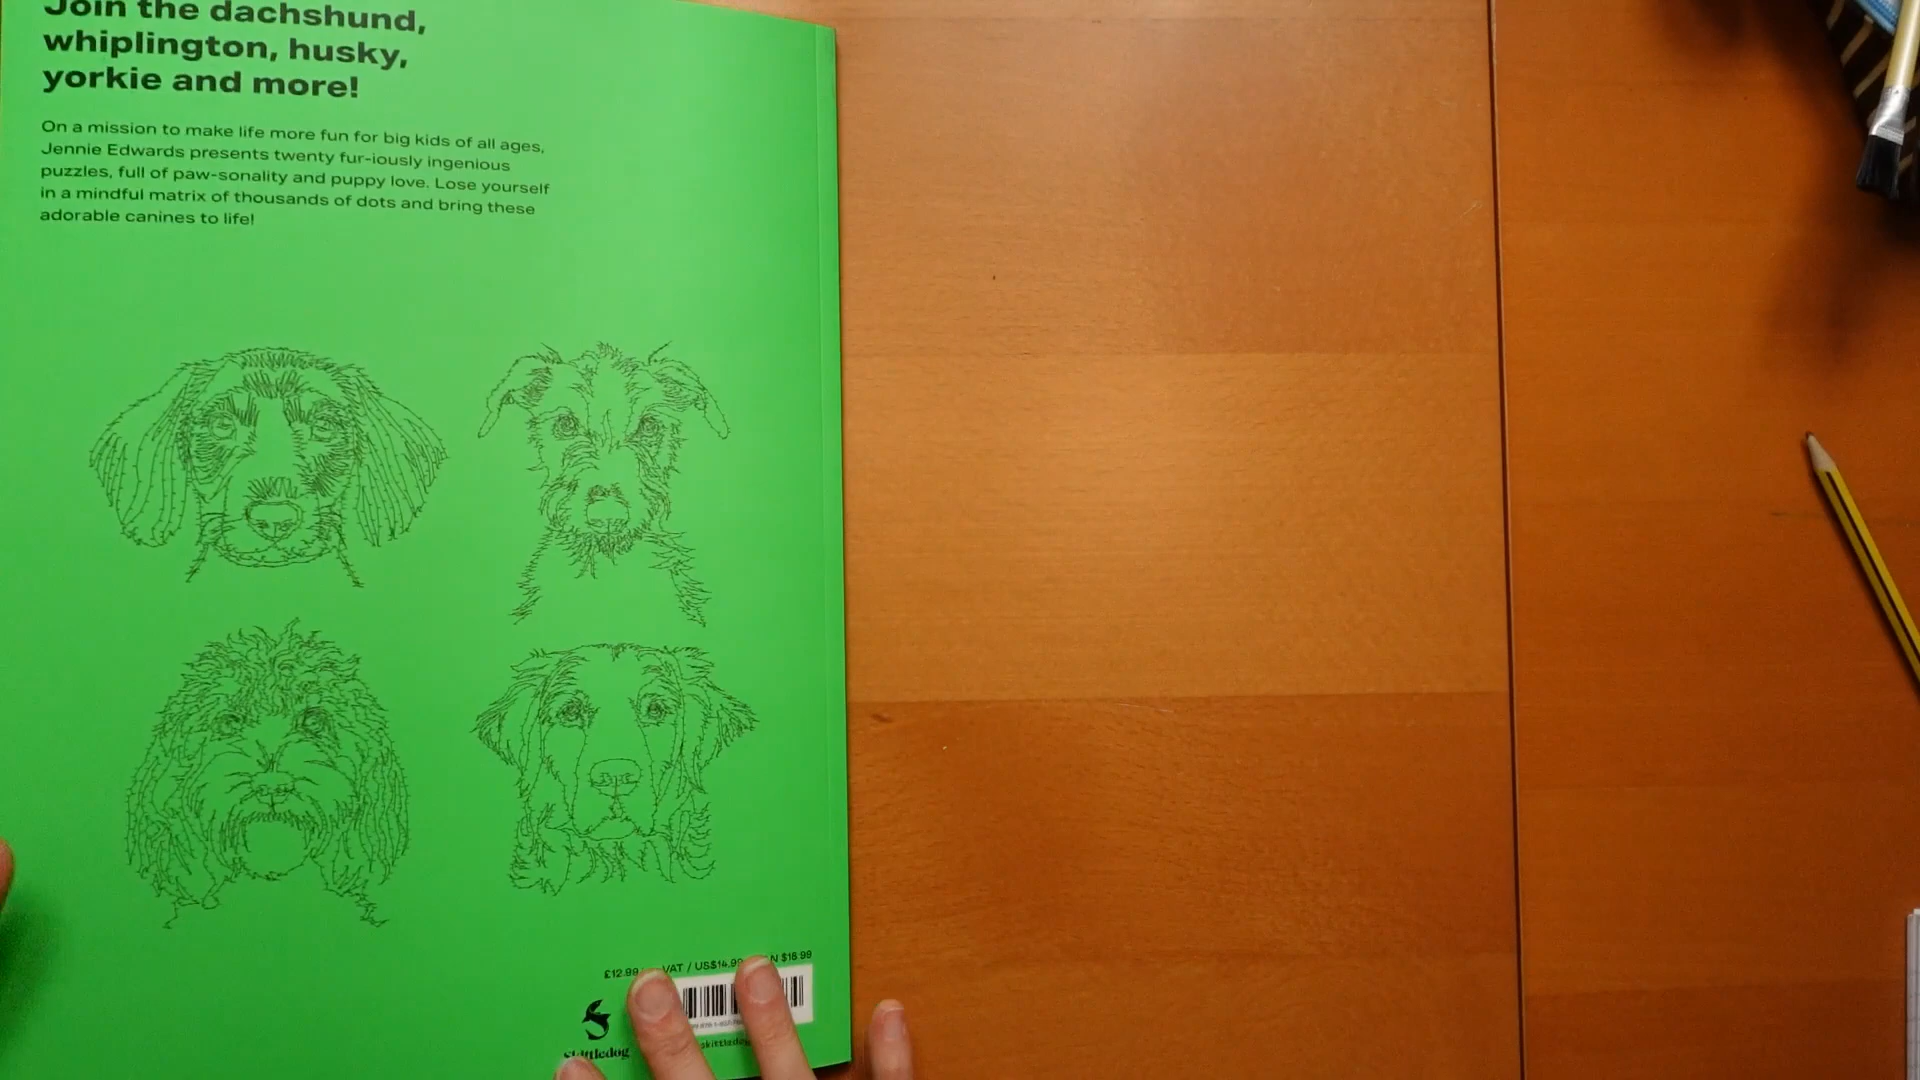 Join the dachshund,
whiplington, husky,
yorkie and more!
On a mission to make life more fun for big kids of all ages,
Jennie Edwards presents twenty fur-iously ingenious
puzzles, full of paw-sonality and puppy love. Lose yourself
in a mindful matrix of thousands of dots and bring these
adorable canines to life!
£12.99 VAT / US$14.99 N $18.99
skittledog
skittledog